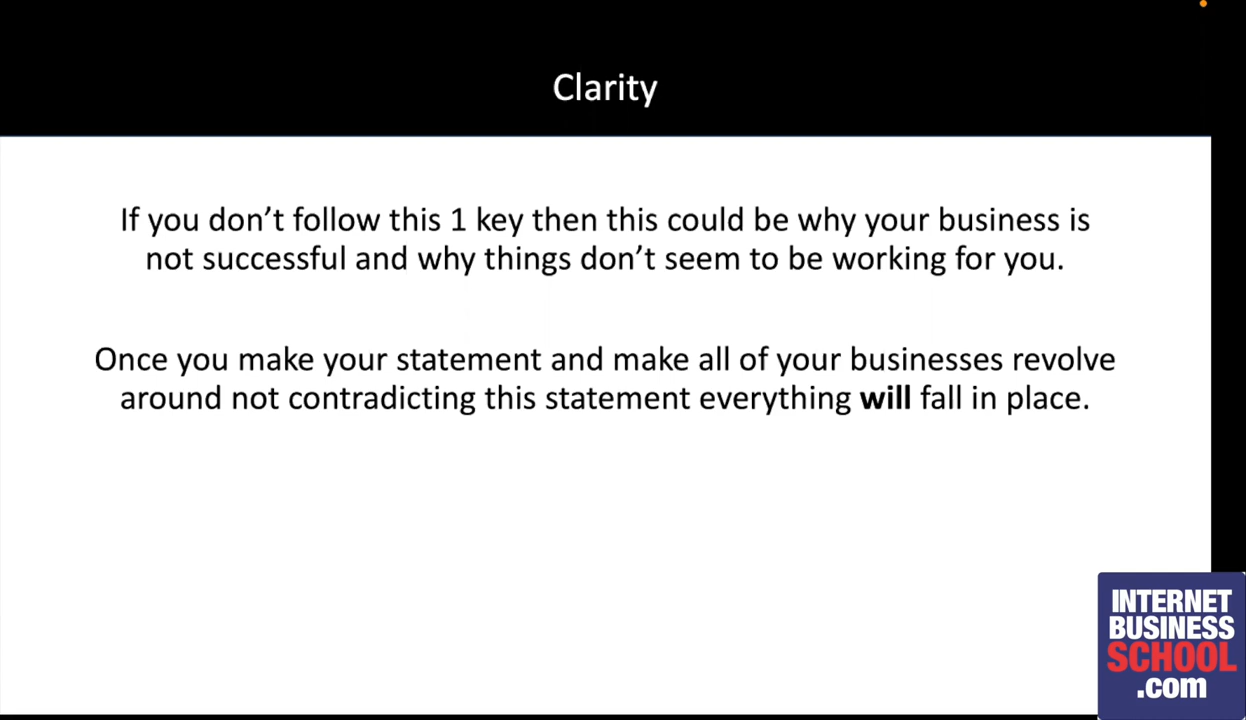 Clarity
If you don’t follow this 1 key then this could be why your business is
not successful and why things don’t seem to be working for you.
Once you make your statement and make all of your businesses revolve
around not contradicting this statement everything will fall in place.
INTERNET
BUSINESS
SCHOOL
.com